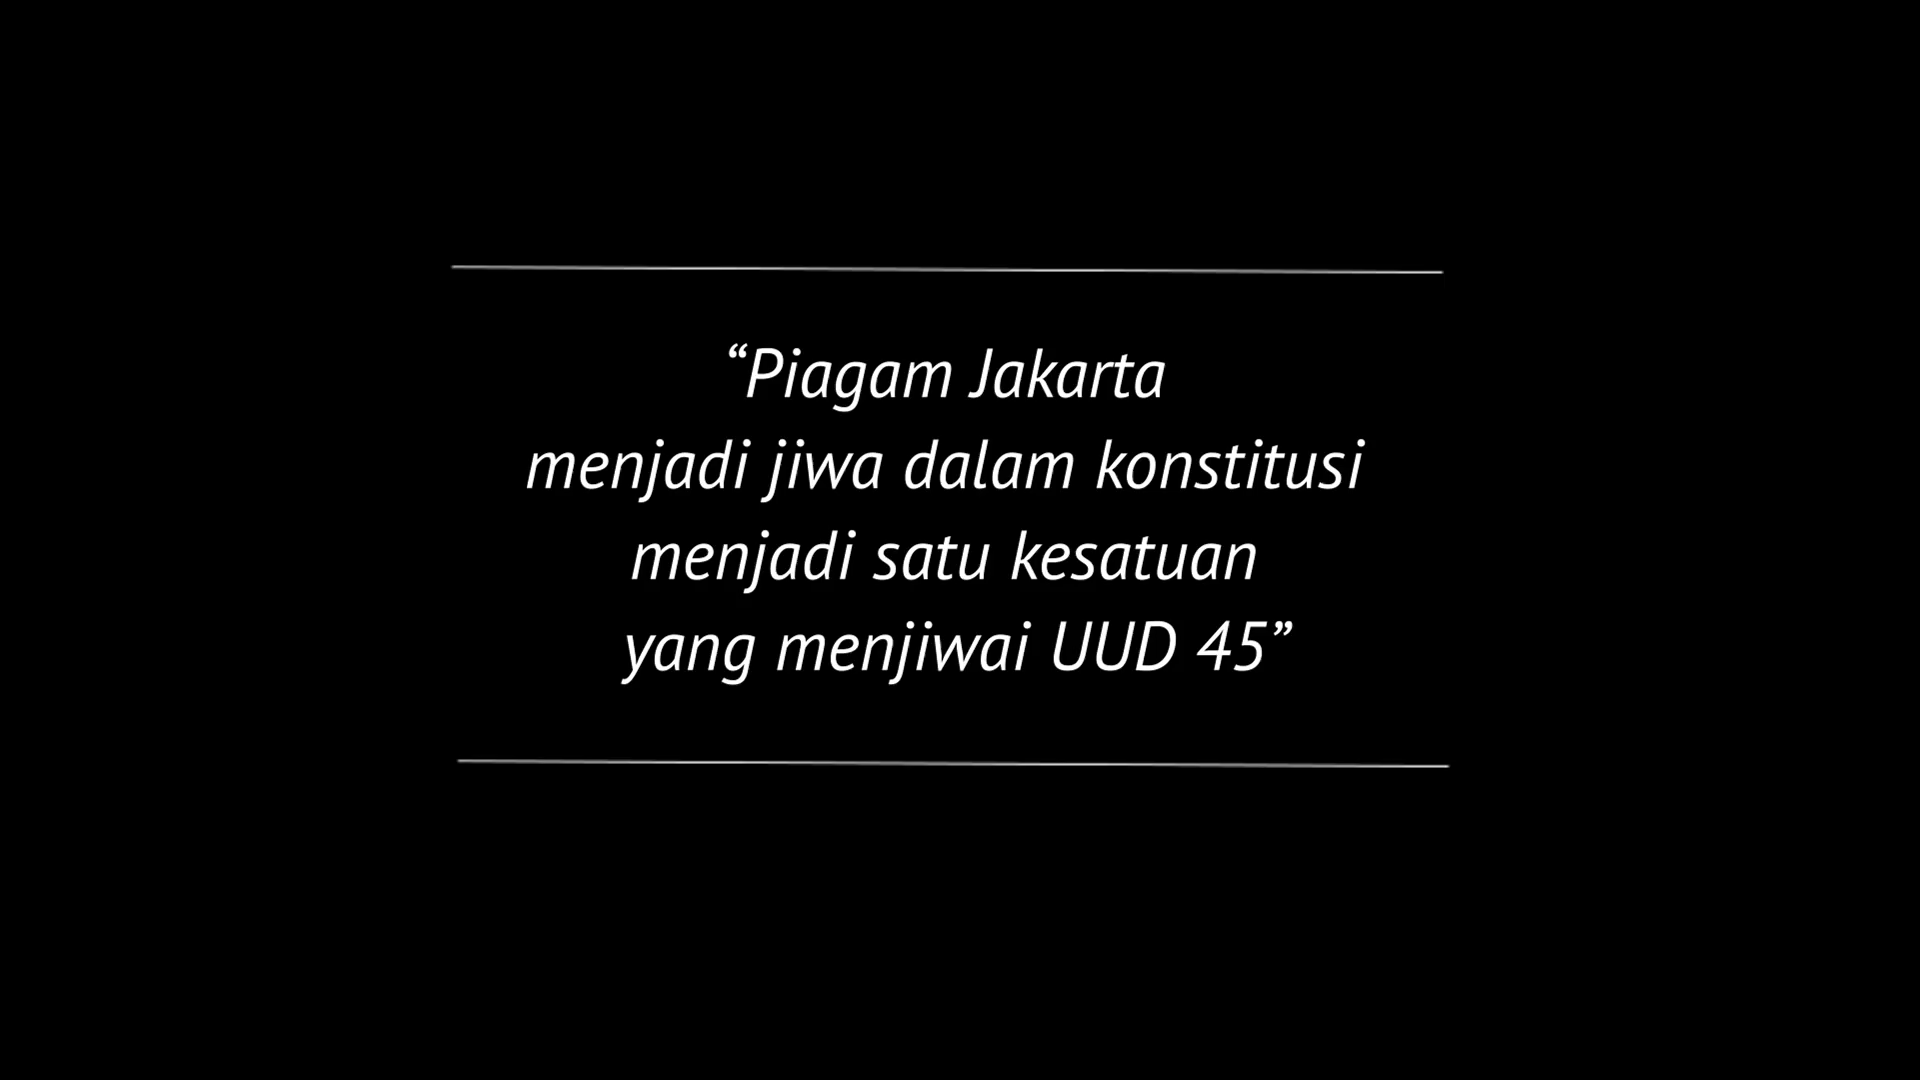 “Piagam Jakarta
menjadi jiwa dalam konstitusi
menjadi satu kesatuan
yang menjiwai UUD 45”